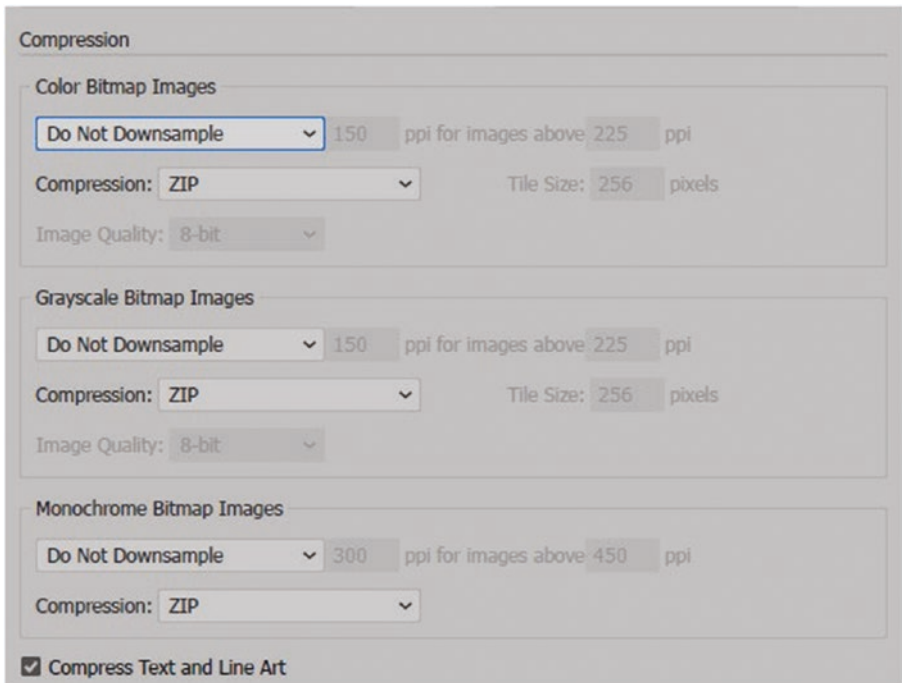 Compression
Color Bitmap Images
Do Not Downsample 150 ppi for images above 225 ppi
Compression: ZIP Tile Size: 256 pixels
Image Quality: 8-bit
Grayscale Bitmap Images
Do Not Downsample 150 ppi for images above 225 ppi
Compression: ZIP Tile Size: 256 pixels
Image Quality: 8-bit
Monochrome Bitmap Images
Do Not Downsample 300 ppi for images above 450 ppi
Compression: ZIP
Compress Text and Line Art